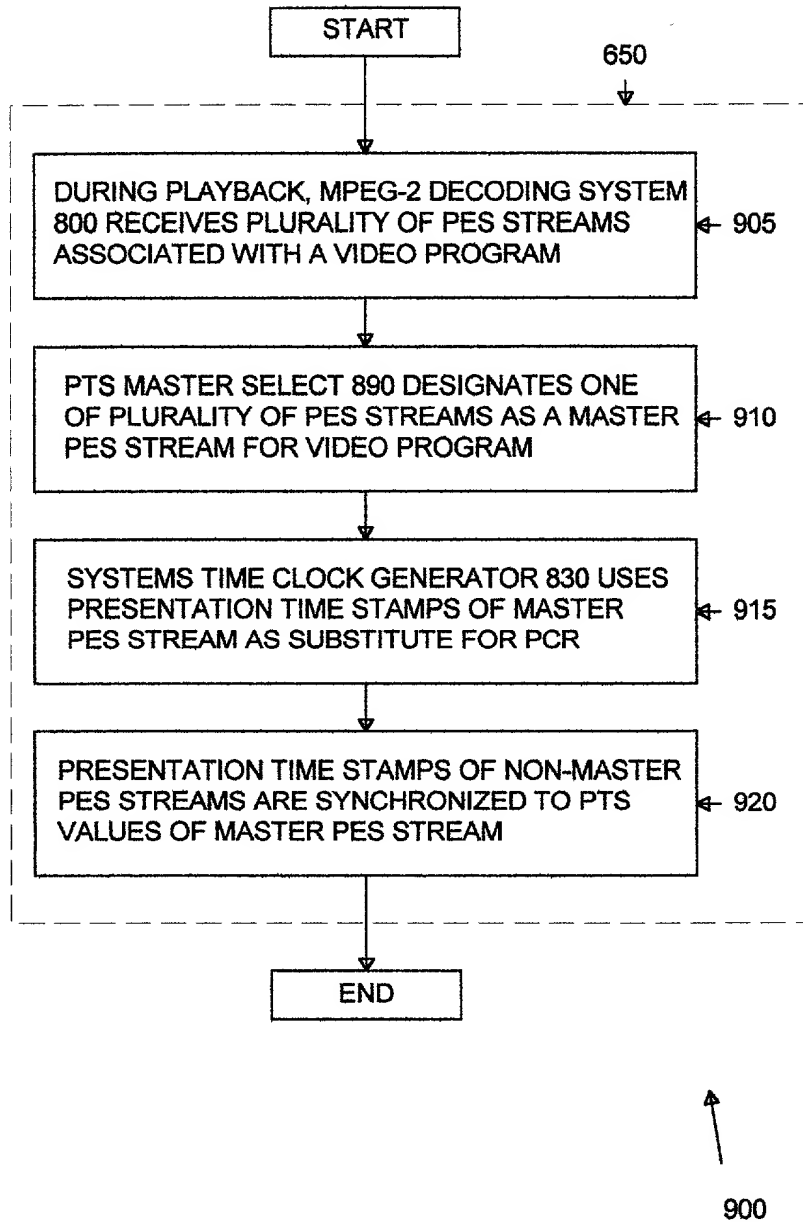 START
650
DURING PLAYBACK, MPEG-2 DECODING SYSTEM
800 RECEIVES PLURALITY OF PES STREAMS
ASSOCIATED WITH A VIDEO PROGRAM
905
PTS MASTER SELECT 890 DESIGNATES ONE
OF PLURALITY OF PES STREAMS AS A MASTER
PES STREAM FOR VIDEO PROGRAM
910
SYSTEMS TIME CLOCK GENERATOR 830 USES
PRESENTATION TIME STAMPS OF MASTER
PES STREAM AS SUBSTITUTE FOR PCR
915
PRESENTATION TIME STAMPS OF NON-MASTER
PES STREAMS ARE SYNCHRONIZED TO PTS
VALUES OF MASTER PES STREAM
920
END
900